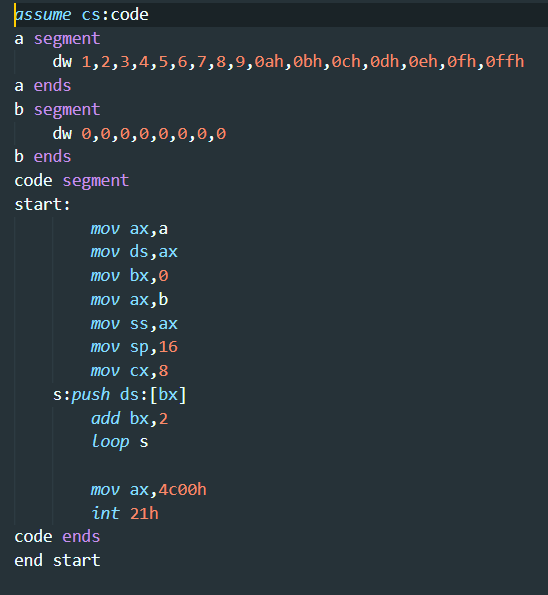 assume cs:code
a segment
dw 1,2,3,4,5,6,7,8,9,0ah,0bh,0ch,0dh,0eh,0fh,0ffh
a ends
b segment
dw 0,0,0,0,0,0,0,0
b ends
code segment
start:
mov ax,a
mov ds,ax
mov bx,0
mov ax,b
mov ss,ax
mov sp,16
mov cx,8
s:push ds:[bx]
add bx,2
loop s
mov ax,4c00h
int 21h
code ends
end start